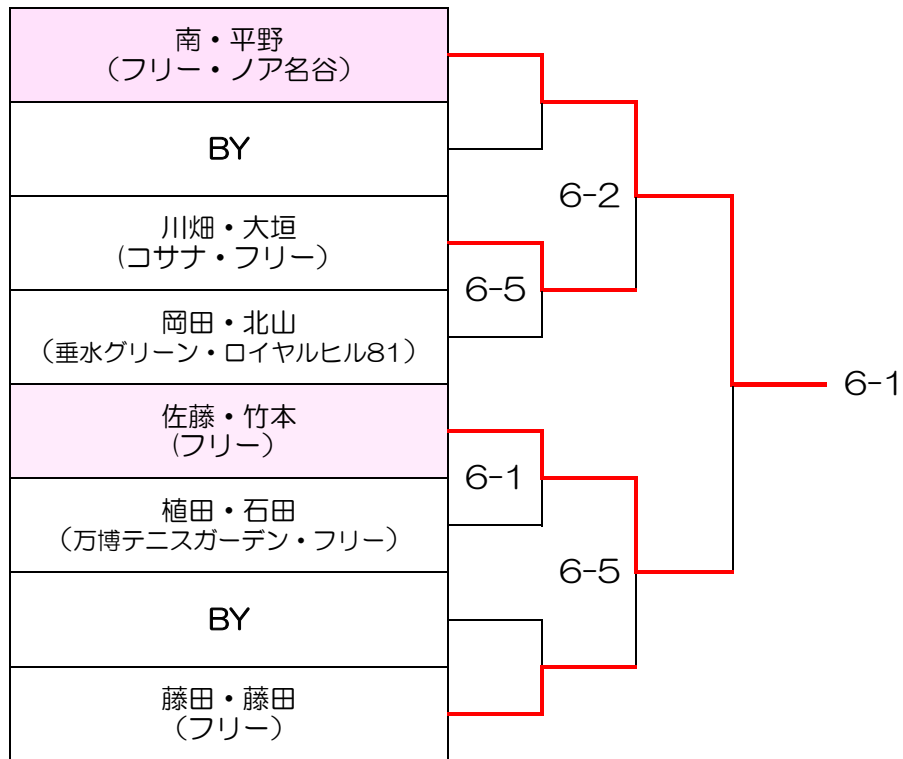 南・平野
（フリー・ノア名谷）
BY
川畑・大垣
(コサナ・フリー）
岡田・北山
（垂水グリーン・ロイヤルヒル81）
佐藤・竹本
(フリー）
植田・石田
（万博テニスガーデン・フリー）
BY
藤田・藤田
（フリー）
6-5
6-1
6-2
6-5
6-1